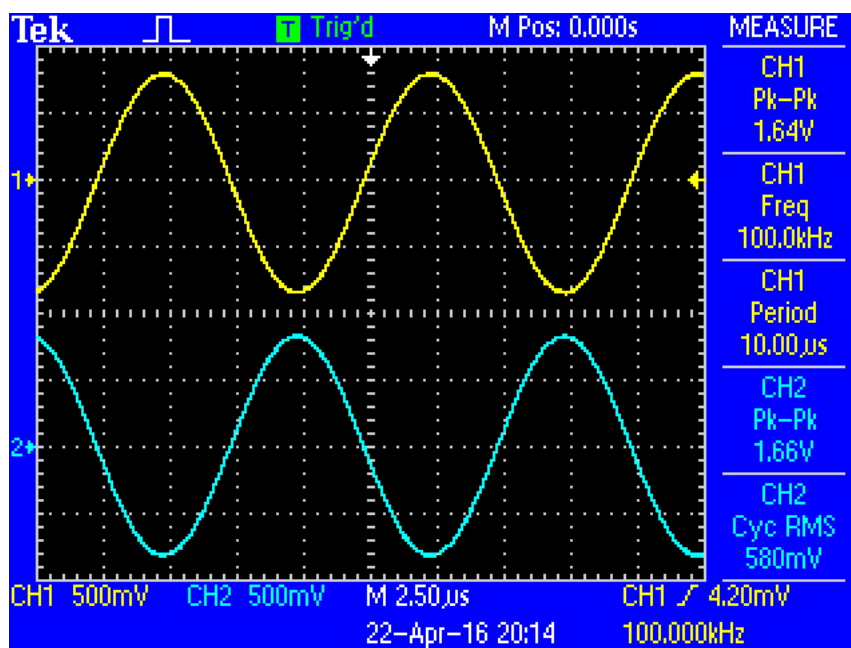 Tek T Trig'd M Pos: 0.000s MEASURE
CH1
Pk-Pk
1.64V
CH1
Freq
100.0kHz
CH1
Period
10.00µs
CH2
Pk-Pk
1.66V
CH2
Cyc RMS
580mV
1
2
CH1 500mV CH2 500mV M 2.50µs CH1 4.20mV
22-Apr-16 20:14 100.000kHz